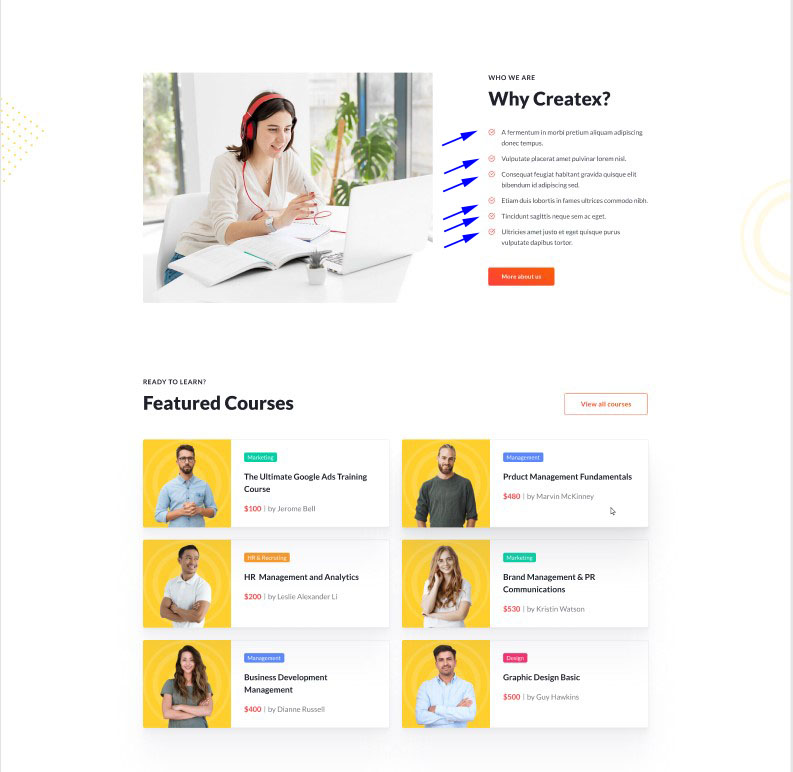 WHO WE ARE
Why Createx?
A fermentum in morbi pretium aliquam adipiscing
donec tempus.
Vulputate placerat amet pulvinar lorem nisl.
Consequat feugiat habitant gravida quisque elit
bibendum id adipiscing sed.
Etiam duis lobortis in fames ultrices commodo nibh.
Tincidunt sagittis neque sem ac eget.
Ultricies amet justo et eget quisque purus
vulputate dapibus tortor.
More about us
READY TO LEARN?
Featured Courses
View all courses
Marketing
The Ultimate Google Ads Training
Course
$100 | by Jerome Bell
Management
Prduct Management Fundamentals
$480 | by Marvin McKinney
HR & Recruting
HR Management and Analytics
$200 | by Leslie Alexander Li
Marketing
Brand Management & PR
Communications
$530 | by Kristin Watson
Management
Business Development
Management
$400 | by Dianne Russell
Design
Graphic Design Basic
$500 | by Guy Hawkins